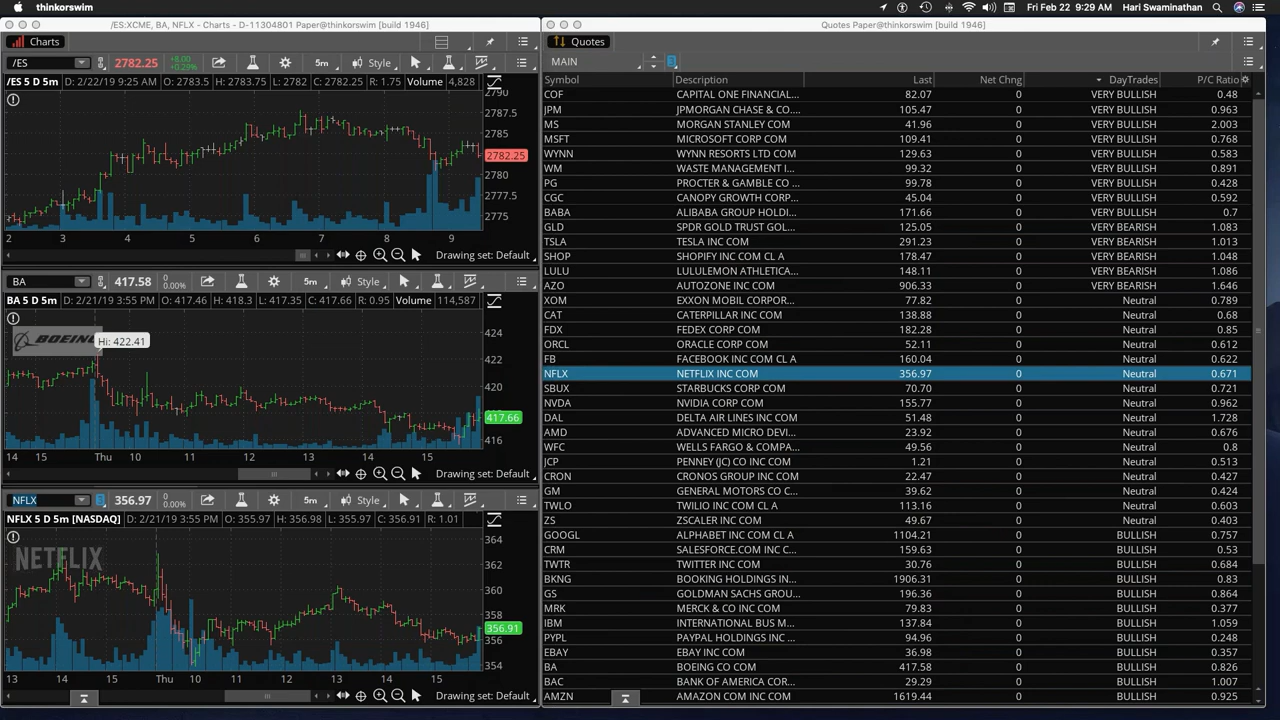 thinkorswim
Fri Feb 22 9:29 AM Hari Swaminathan
/ES:XCME, BA, NFLX - Charts - D-11304801 Paper@thinkorswim [build 1946]
Charts
/ES 2782.25 +8.00 +0.29% 5m Style
/ES 5 D 5m D: 2/22/19 9:25 AM O: 2783.5 H: 2783.75 L: 2782 C: 2782.25 R: 1.75 Volume 4,828
2790
2787.5
2785
2782.25
2780
2777.5
2775
2 3 4 5 6 7 8 9
Drawing set: Default
BA 417.58 0 0.00% 5m Style
BA 5 D 5m D: 2/21/19 3:55 PM O: 417.46 H: 418.3 L: 417.35 C: 417.66 R: 0.95 Volume 114,587
BOEING
Hi: 422.41
424
422
420
417.66
416
14 15 Thu 10 11 12 13 14 15
Drawing set: Default
NFLX 356.97 0 0.00% 5m Style
NFLX 5 D 5m [NASDAQ] D: 2/21/19 3:55 PM O: 355.97 H: 356.98 L: 355.97 C: 356.91 R: 1.01
NETFLIX
364
362
360
358
356.91
356
354
13 14 15 Thu 10 11 12 13 14 15
Drawing set: Default
Quotes Paper@thinkorswim [build 1946]
Quotes
MAIN 3
Symbol Description Last Net Chng DayTrades P/C Ratio
COF CAPITAL ONE FINANCIAL... 82.07 0 VERY BULLISH 0.48
JPM JPMORGAN CHASE & CO.... 105.47 0 VERY BULLISH 0.963
MS MORGAN STANLEY COM 41.96 0 VERY BULLISH 2.003
MSFT MICROSOFT CORP COM 109.41 0 VERY BULLISH 0.768
WYNN WYNN RESORTS LTD COM 129.63 0 VERY BULLISH 0.583
WM WASTE MANAGEMENT I... 99.32 0 VERY BULLISH 0.891
PG PROCTER & GAMBLE CO ... 99.78 0 VERY BULLISH 0.428
CGC CANOPY GROWTH CORP... 45.04 0 VERY BULLISH 0.592
BABA ALIBABA GROUP HOLDI... 171.66 0 VERY BULLISH 0.7
GLD SPDR GOLD TRUST GOL... 125.05 0 VERY BEARISH 1.083
TSLA TESLA INC COM 291.23 0 VERY BEARISH 1.013
SHOP SHOPIFY INC COM CL A 178.47 0 VERY BEARISH 1.048
LULU LULULEMON ATHLETICA... 148.11 0 VERY BEARISH 1.086
AZO AUTOZONE INC COM 906.33 0 VERY BEARISH 1.646
XOM EXXON MOBIL CORPOR... 77.82 0 Neutral 0.789
CAT CATERPILLAR INC COM 138.88 0 Neutral 0.68
FDX FEDEX CORP COM 182.28 0 Neutral 0.85
ORCL ORACLE CORP COM 52.11 0 Neutral 0.344
FB FACEBOOK INC COM CL A 160.04 0 Neutral 0.622
NFLX NETFLIX INC COM 356.97 0 Neutral 0.671
SBUX STARBUCKS CORP COM 70.70 0 Neutral 0.721
NVDA NVIDIA CORP COM 155.77 0 Neutral 0.962
DAL DELTA AIR LINES INC COM 51.48 0 Neutral 1.728
AMD ADVANCED MICRO DEVI... 23.92 0 Neutral 0.676
WFC WELLS FARGO & COMPA... 49.56 0 Neutral 0.8
JCP PENNEY (JC) CO INC COM 1.21 0 Neutral 0.513
CRON CRONOS GROUP INC COM 22.47 0 Neutral 0.427
GM GENERAL MOTORS CO C... 39.62 0 Neutral 0.424
TWLO TWILIO INC COM CL A 113.16 0 Neutral 0.603
ZS ZSCALER INC COM 49.67 0 Neutral 0.403
GOOGL ALPHABET INC COM CL A 1104.21 0 BULLISH 0.757
CRM SALESFORCE.COM INC C... 159.63 0 BULLISH 0.53
TWTR TWITTER INC COM 30.76 0 BULLISH 0.684
BKNG BOOKING HOLDINGS IN... 1906.31 0 BULLISH 0.83
GS GOLDMAN SACHS GROU... 197.52 0 BULLISH 0.864
MRK MERCK & CO INC COM 79.83 0 BULLISH 0.377
IBM INTERNATIONAL BUS M... 137.84 0 BULLISH 1.059
PYPL PAYPAL HOLDINGS INC ... 94.96 0 BULLISH 0.248
EBAY EBAY INC COM 36.98 0 BULLISH 0.357
BA BOEING CO COM 417.58 0 BULLISH 0.826
BAC BANK OF AMERICA COR... 29.29 0 BULLISH 1.066
AMZN AMAZON COM INC COM 1619.44 0 BULLISH 0.925